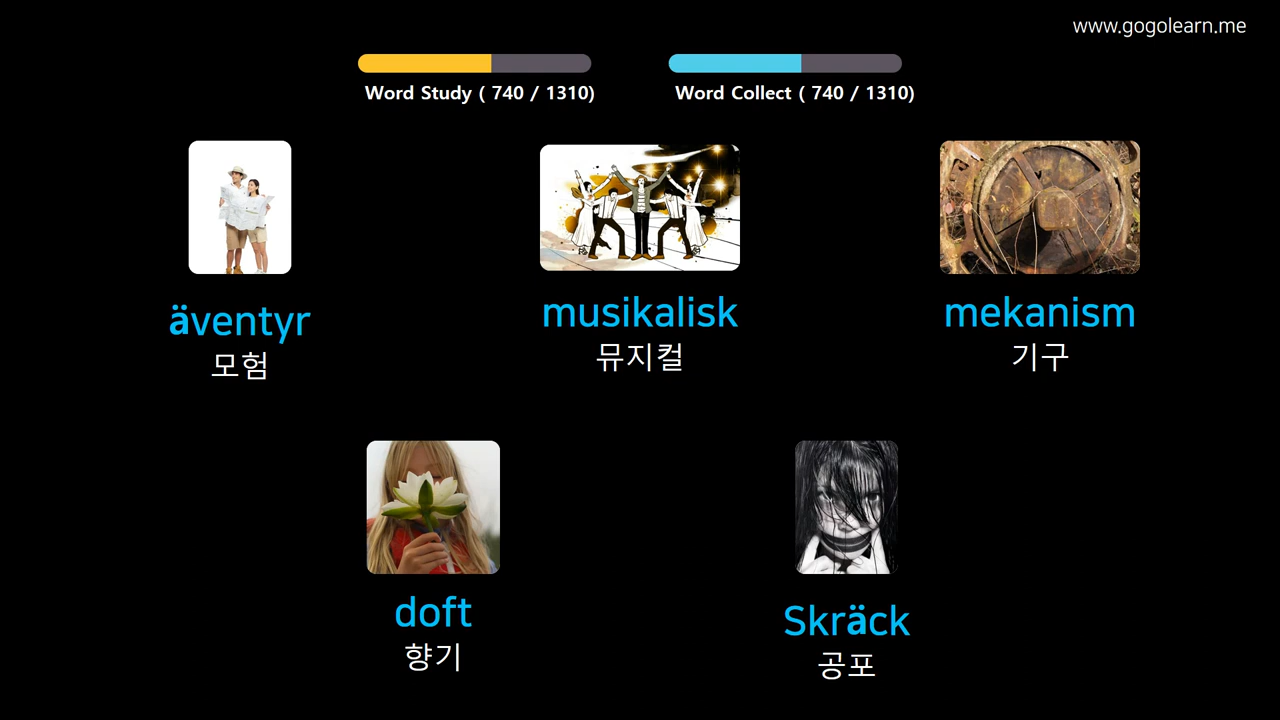 www.gogolearn.me
Word Study ( 740 / 1310)
Word Collect ( 740 / 1310)
äventyr
모험
musikalisk
뮤지컬
mekanism
기구
doft
향기
Skräck
공포